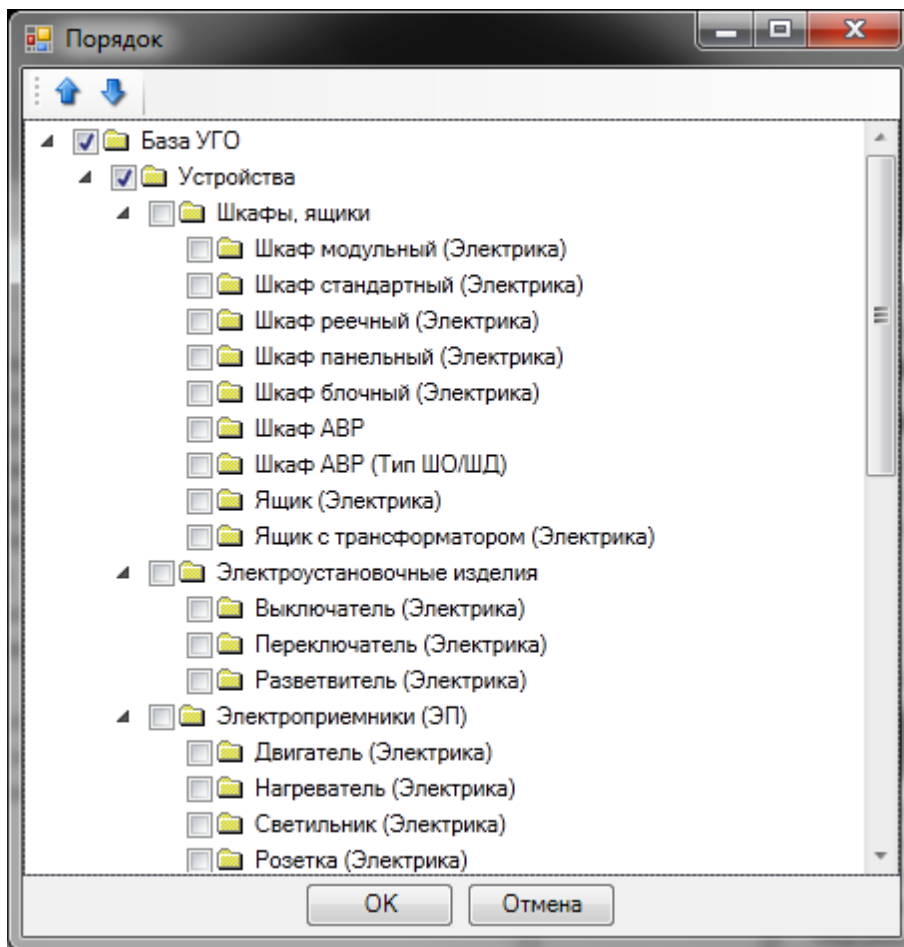 Порядок
База УГО
Устройства
Шкафы, ящики
Шкаф модульный (Электрика)
Шкаф стандартный (Электрика)
Шкаф реечный (Электрика)
Шкаф панельный (Электрика)
Шкаф блочный (Электрика)
Шкаф АВР
Шкаф АВР (Тип ШО/ШД)
Ящик (Электрика)
Ящик с трансформатором (Электрика)
Электроустановочные изделия
Выключатель (Электрика)
Переключатель (Электрика)
Разветвитель (Электрика)
Электроприемники (ЭП)
Двигатель (Электрика)
Нагреватель (Электрика)
Светильник (Электрика)
Розетка (Электрика)
OK Отмена